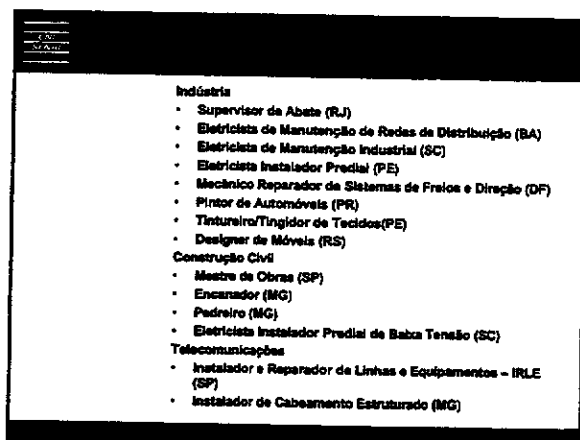 CNI
SENAI
Indústria
• Supervisor de Abate (RJ)
• Eletricista de Manutenção de Redes de Distribuição (BA)
• Eletricista de Manutenção Industrial (SC)
• Eletricista Instalador Predial (PE)
• Mecânico Reparador de Sistemas de Freios e Direção (DF)
• Pintor de Automóveis (PR)
• Tintureiro/Tingidor de Tecidos(PE)
• Designer de Móveis (RS)
Construção Civil
• Mestre de Obras (SP)
• Encanador (MG)
• Pedreiro (MG)
• Eletricista Instalador Predial de Baixa Tensão (SC)
Telecomunicações
• Instalador e Reparador de Linhas e Equipamentos – IRLE
(SP)
• Instalador de Cabeamento Estruturado (MG)